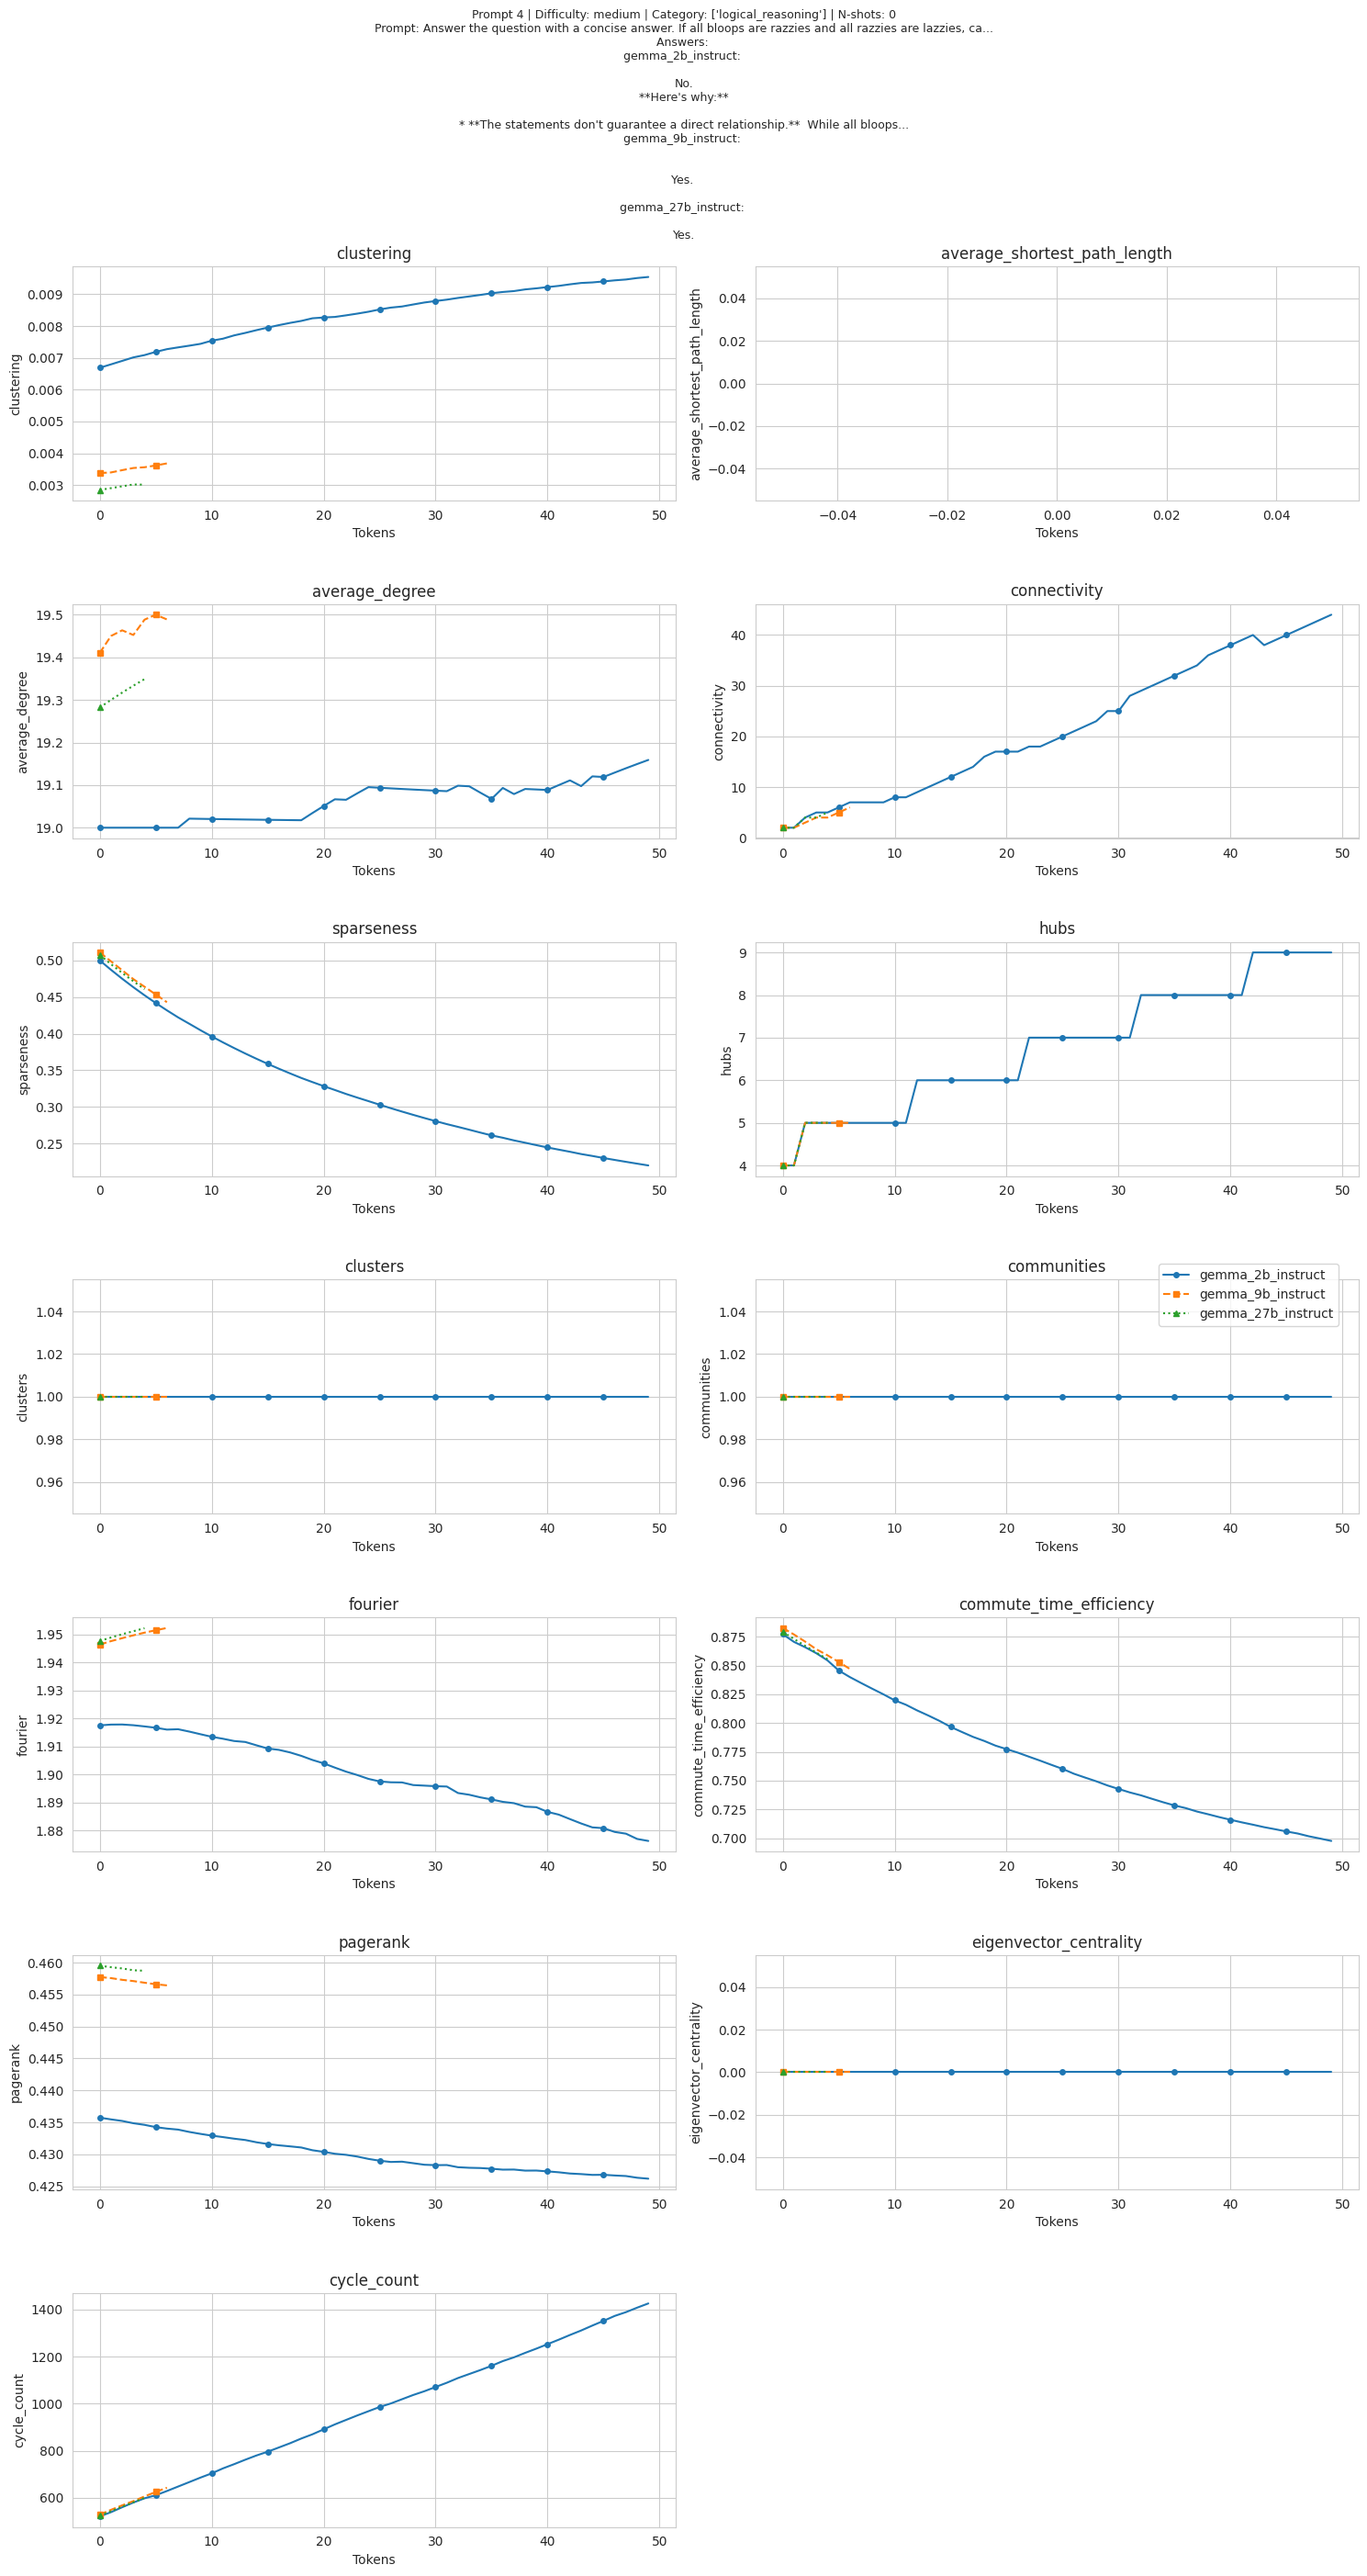 Prompt 4 | Difficulty: medium | Category: ['logical_reasoning'] | N-shots: 0
Prompt: Answer the question with a concise answer. If all bloops are razzies and all razzies are lazzies, ca...
Answers:
gemma_2b_instruct:
No.
**Here's why:**
* **The statements don't guarantee a direct relationship.**  While all bloops...
gemma_9b_instruct:
Yes.
gemma_27b_instruct:
Yes.
clustering
clustering
0.009
0.008
0.007
0.006
0.005
0.004
0.003
0 10 20 30 40 50
Tokens
average_shortest_path_length
average_shortest_path_length
0.04
0.02
0.00
−0.02
−0.04
−0.04 −0.02 0.00 0.02 0.04
Tokens
average_degree
average_degree
19.5
19.4
19.3
19.2
19.1
19.0
0 10 20 30 40 50
Tokens
connectivity
connectivity
40
30
20
10
0
0 10 20 30 40 50
Tokens
sparseness
sparseness
0.50
0.45
0.40
0.35
0.30
0.25
0 10 20 30 40 50
Tokens
hubs
hubs
9
8
7
6
5
4
0 10 20 30 40 50
Tokens
clusters
clusters
1.04
1.02
1.00
0.98
0.96
0 10 20 30 40 50
Tokens
communities
communities
1.04
1.02
1.00
0.98
0.96
0 10 20 30 40 50
Tokens
gemma_2b_instruct
gemma_9b_instruct
gemma_27b_instruct
fourier
fourier
1.95
1.94
1.93
1.92
1.91
1.90
1.89
1.88
0 10 20 30 40 50
Tokens
commute_time_efficiency
commute_time_efficiency
0.875
0.850
0.825
0.800
0.775
0.750
0.725
0.700
0 10 20 30 40 50
Tokens
pagerank
pagerank
0.460
0.455
0.450
0.445
0.440
0.435
0.430
0.425
0 10 20 30 40 50
Tokens
eigenvector_centrality
eigenvector_centrality
0.04
0.02
0.00
−0.02
−0.04
0 10 20 30 40 50
Tokens
cycle_count
cycle_count
1400
1200
1000
800
600
0 10 20 30 40 50
Tokens